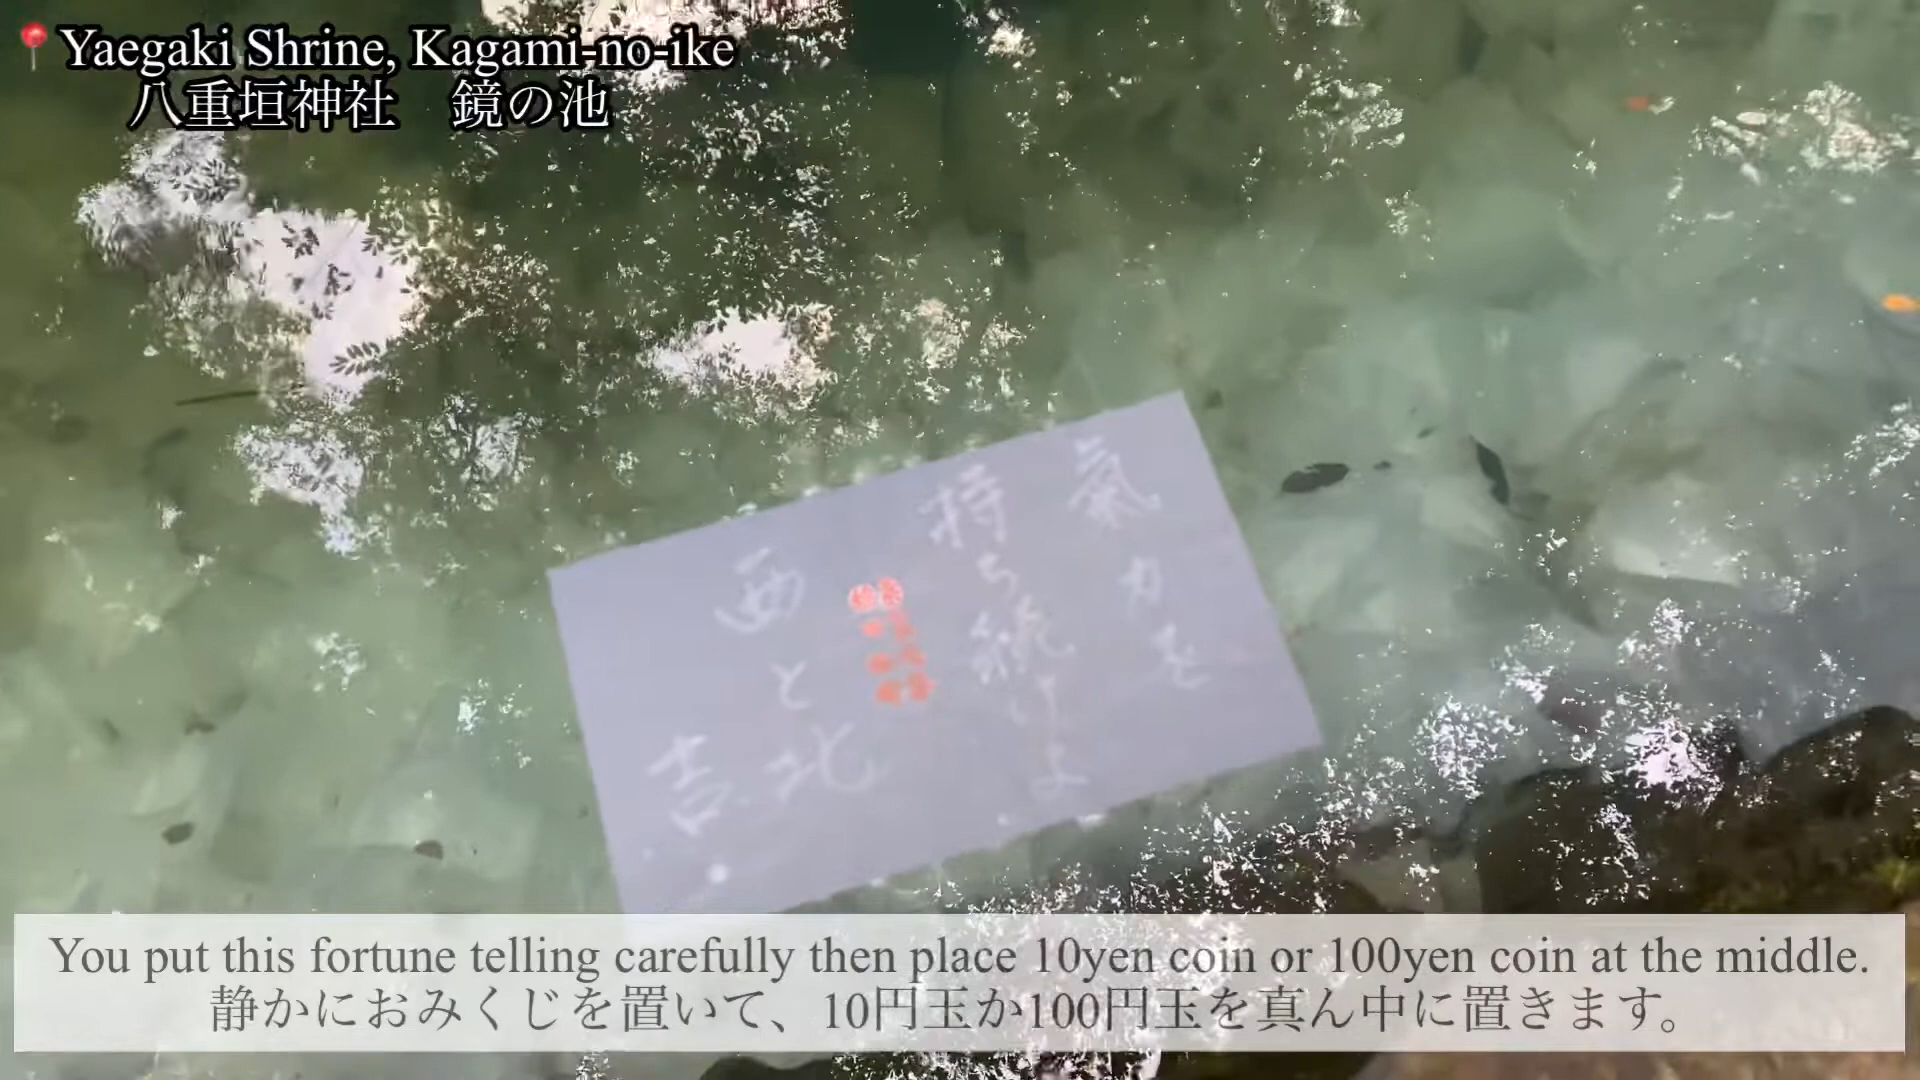 Yaegaki Shrine, Kagami-no-ike
八重垣神社 鏡の池
氣力を
持ち続けよ
西と北
吉
You put this fortune telling carefully then place 10yen coin or 100yen coin at the middle.
静かにおみくじを置いて、10円玉か100円玉を真ん中に置きます。